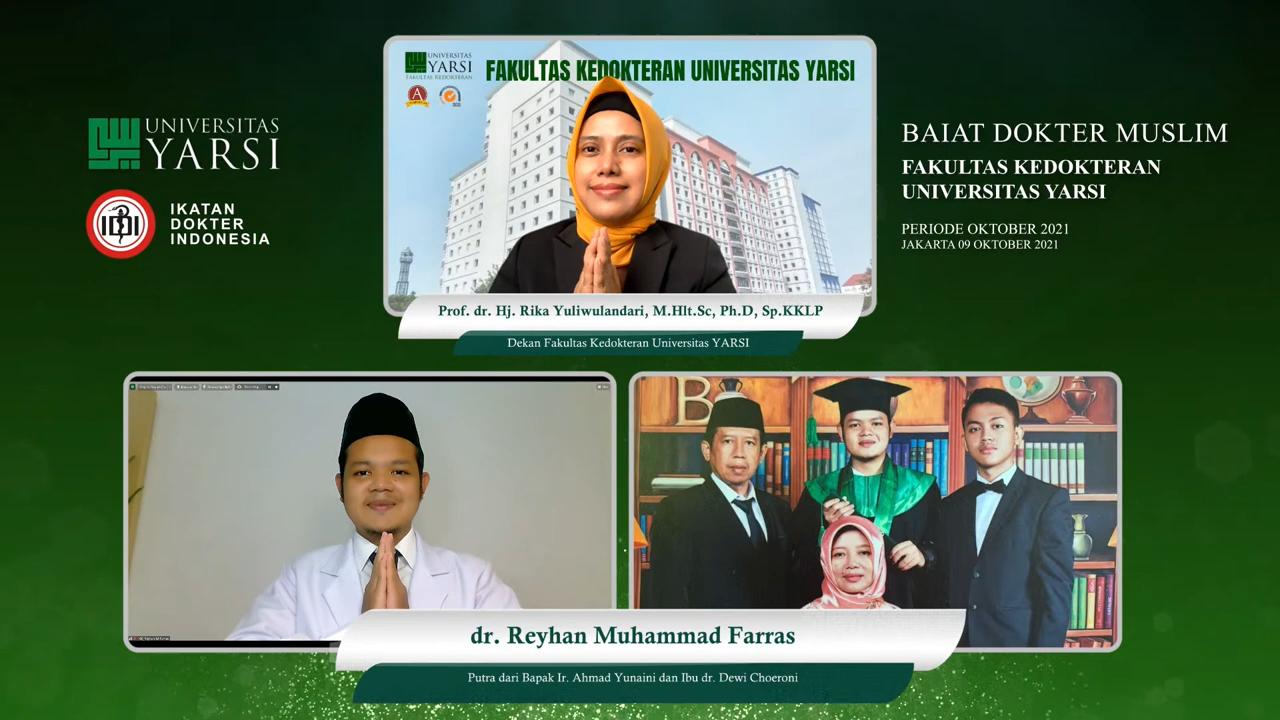 UNIVERSITAS
YARSI
IKATAN
DOKTER
INDONESIA
UNIVERSITAS
YARSI
FAKULTAS KEDOKTERAN
A
FAKULTAS KEDOKTERAN UNIVERSITAS YARSI
Prof. dr. Hj. Rika Yuliwulandari, M.Hlt.Sc, Ph.D, Sp.KKLP
Dekan Fakultas Kedokteran Universitas YARSI
BAIAT DOKTER MUSLIM
FAKULTAS KEDOKTERAN
UNIVERSITAS YARSI
PERIODE OKTOBER 2021
JAKARTA 09 OKTOBER 2021
B
dr. Reyhan Muhammad Farras
Putra dari Bapak Ir. Ahmad Yunaini dan Ibu dr. Dewi Choeroni